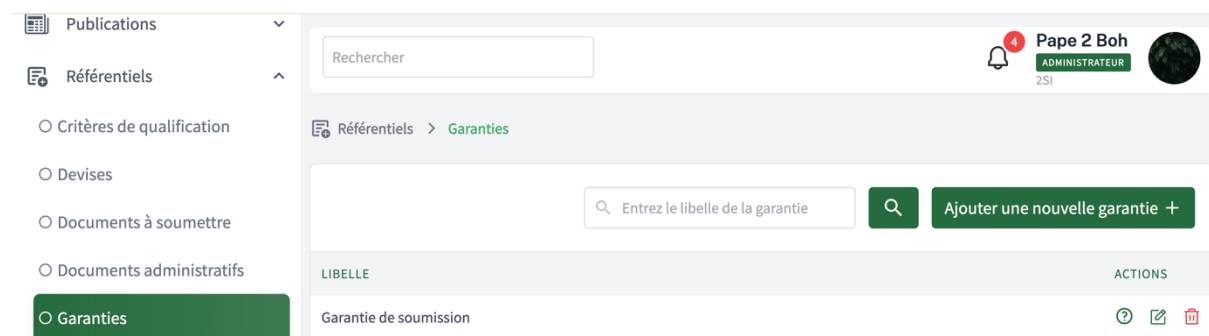 Publications
Référentiels
Critères de qualification
Devises
Documents à soumettre
Documents administratifs
Garanties
Rechercher
4
Pape 2 Boh
ADMINISTRATEUR
2SI
Référentiels > Garanties
Entrez le libelle de la garantie
Ajouter une nouvelle garantie +
LIBELLE ACTIONS
Garantie de soumission